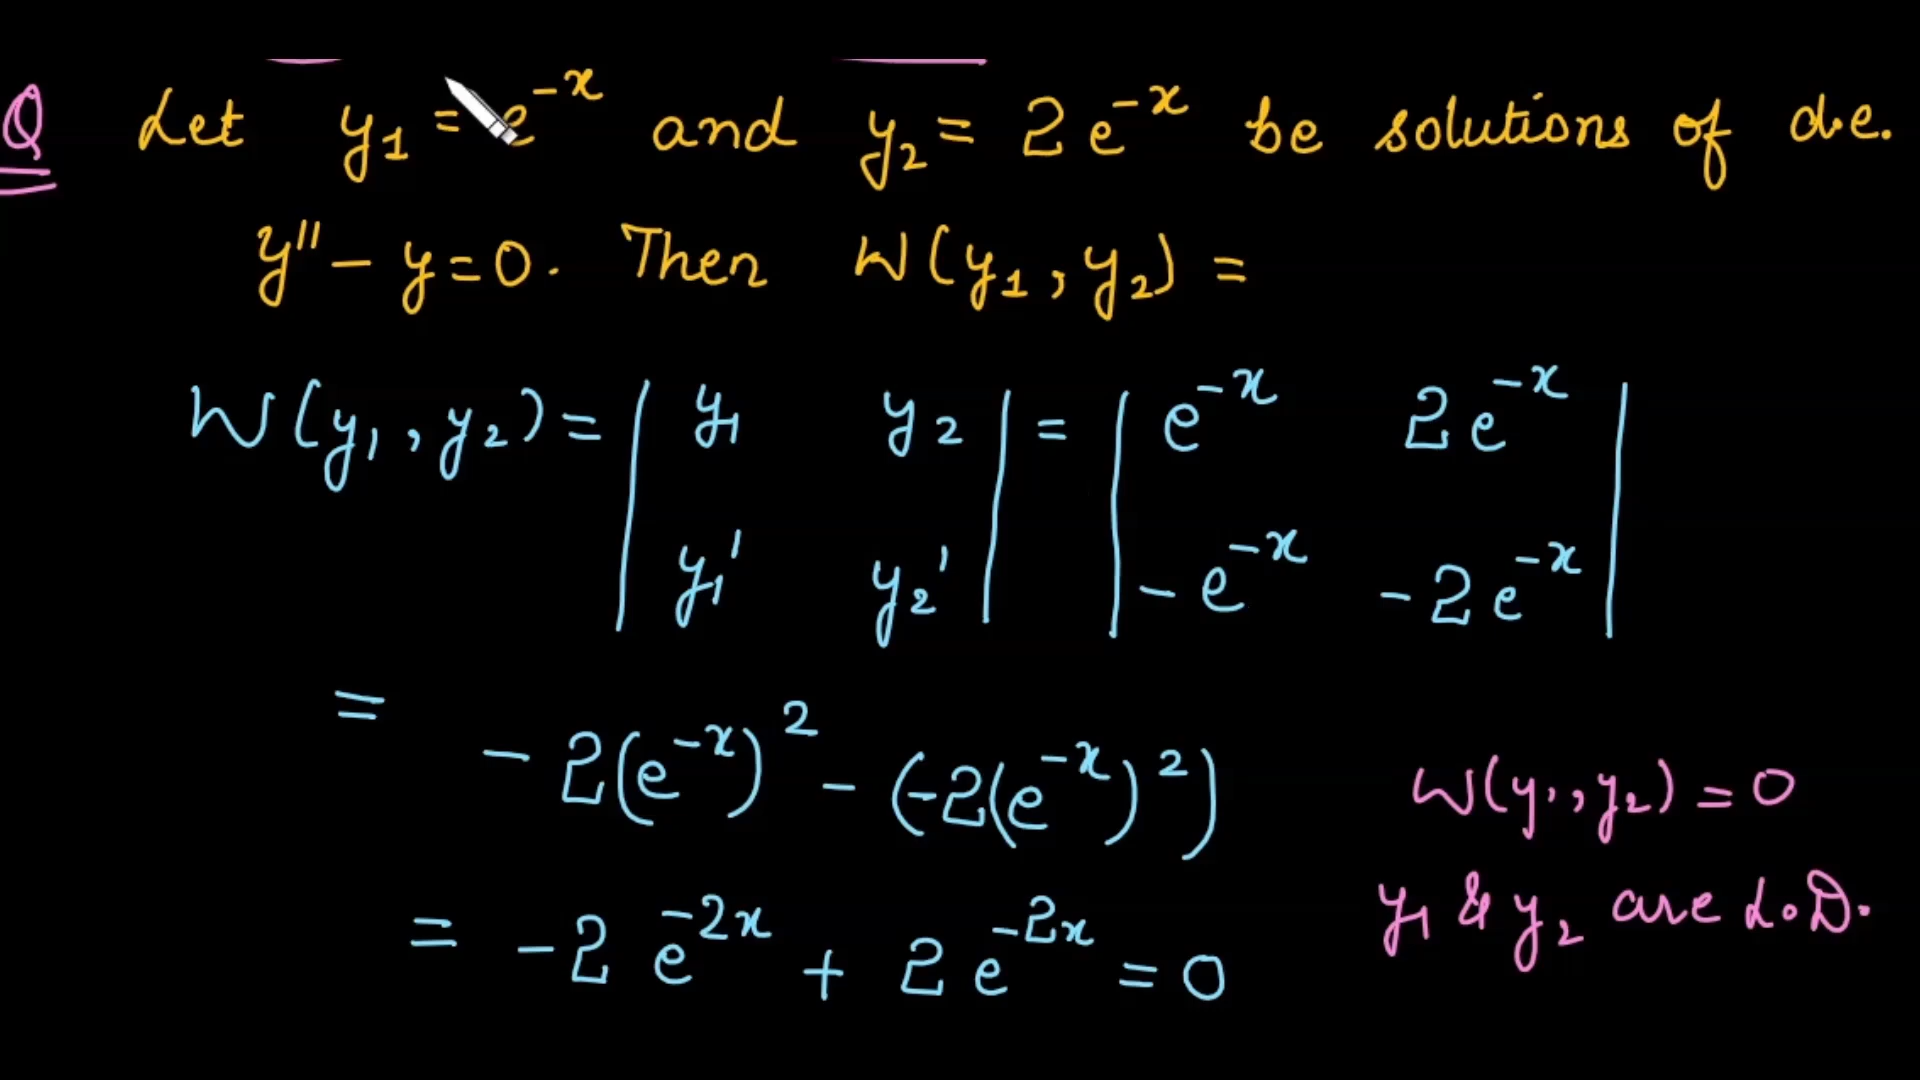 Q Let y₁ = e⁻ˣ and y₂ = 2e⁻ˣ be solutions of d.e.
y'' - y = 0. Then W(y₁, y₂) =
W(y₁, y₂) = | y₁ y₂ | = | e⁻ˣ 2e⁻ˣ |
| y₁' y₂' | | -e⁻ˣ -2e⁻ˣ |
= -2(e⁻ˣ)² - (-2(e⁻ˣ)²)
W(y₁, y₂) = 0
y₁ & y₂ are L.D.
= -2e⁻²ˣ + 2e⁻²ˣ = 0